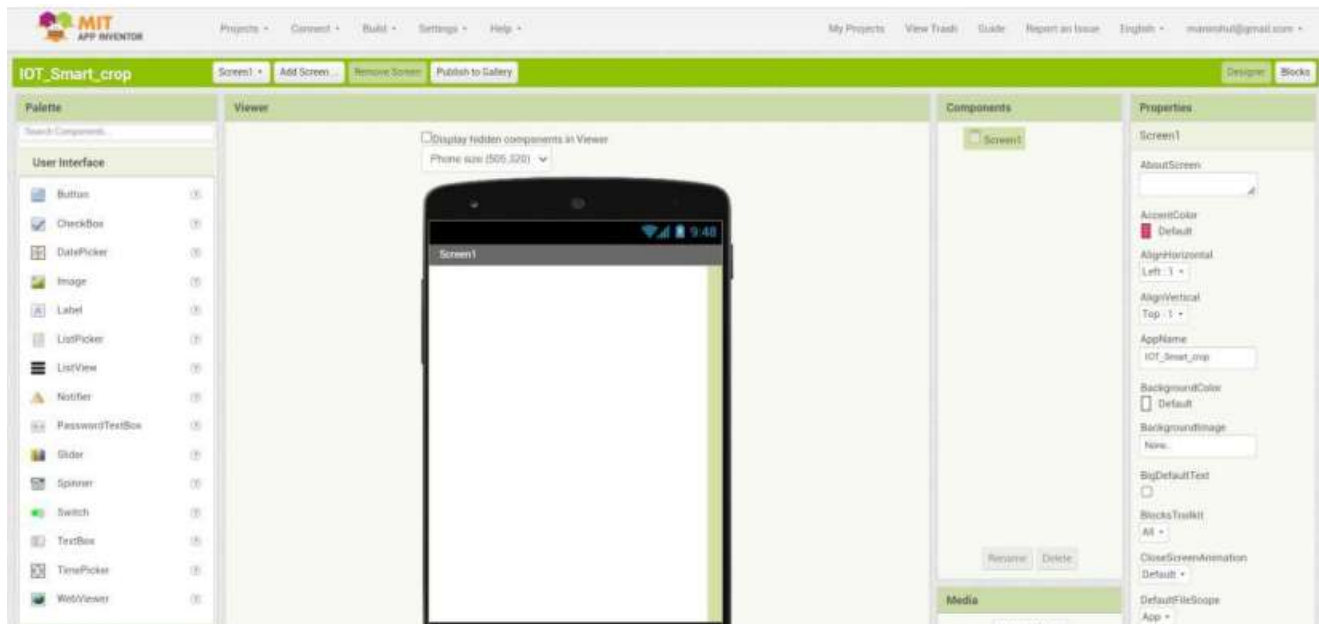 MIT
APP INVENTOR
Projects Connect Build Settings Help
My Projects View Trash Guide Report an Issue English
IOT_Smart_crop Screen1 Add Screen... Remove Screen Publish to Gallery Designer Blocks
Palette
Search Components...
User Interface
Button
CheckBox
DatePicker
Image
Label
ListPicker
ListView
Notifier
PasswordTextBox
Slider
Spinner
Switch
TextBox
TimePicker
WebViewer
Viewer
Display hidden components in Viewer
Phone size (505,320)
9:48
Screen1
Components
Screen1
Rename Delete
Media
Properties
Screen1
AboutScreen
AccentColor
Default
AlignHorizontal
Left : 1
AlignVertical
Top : 1
AppName
IOT_Smart_crop
BackgroundColor
Default
BackgroundImage
None...
BigDefaultText
BlocksToolkit
All
CloseScreenAnimation
Default
DefaultFileScope
App